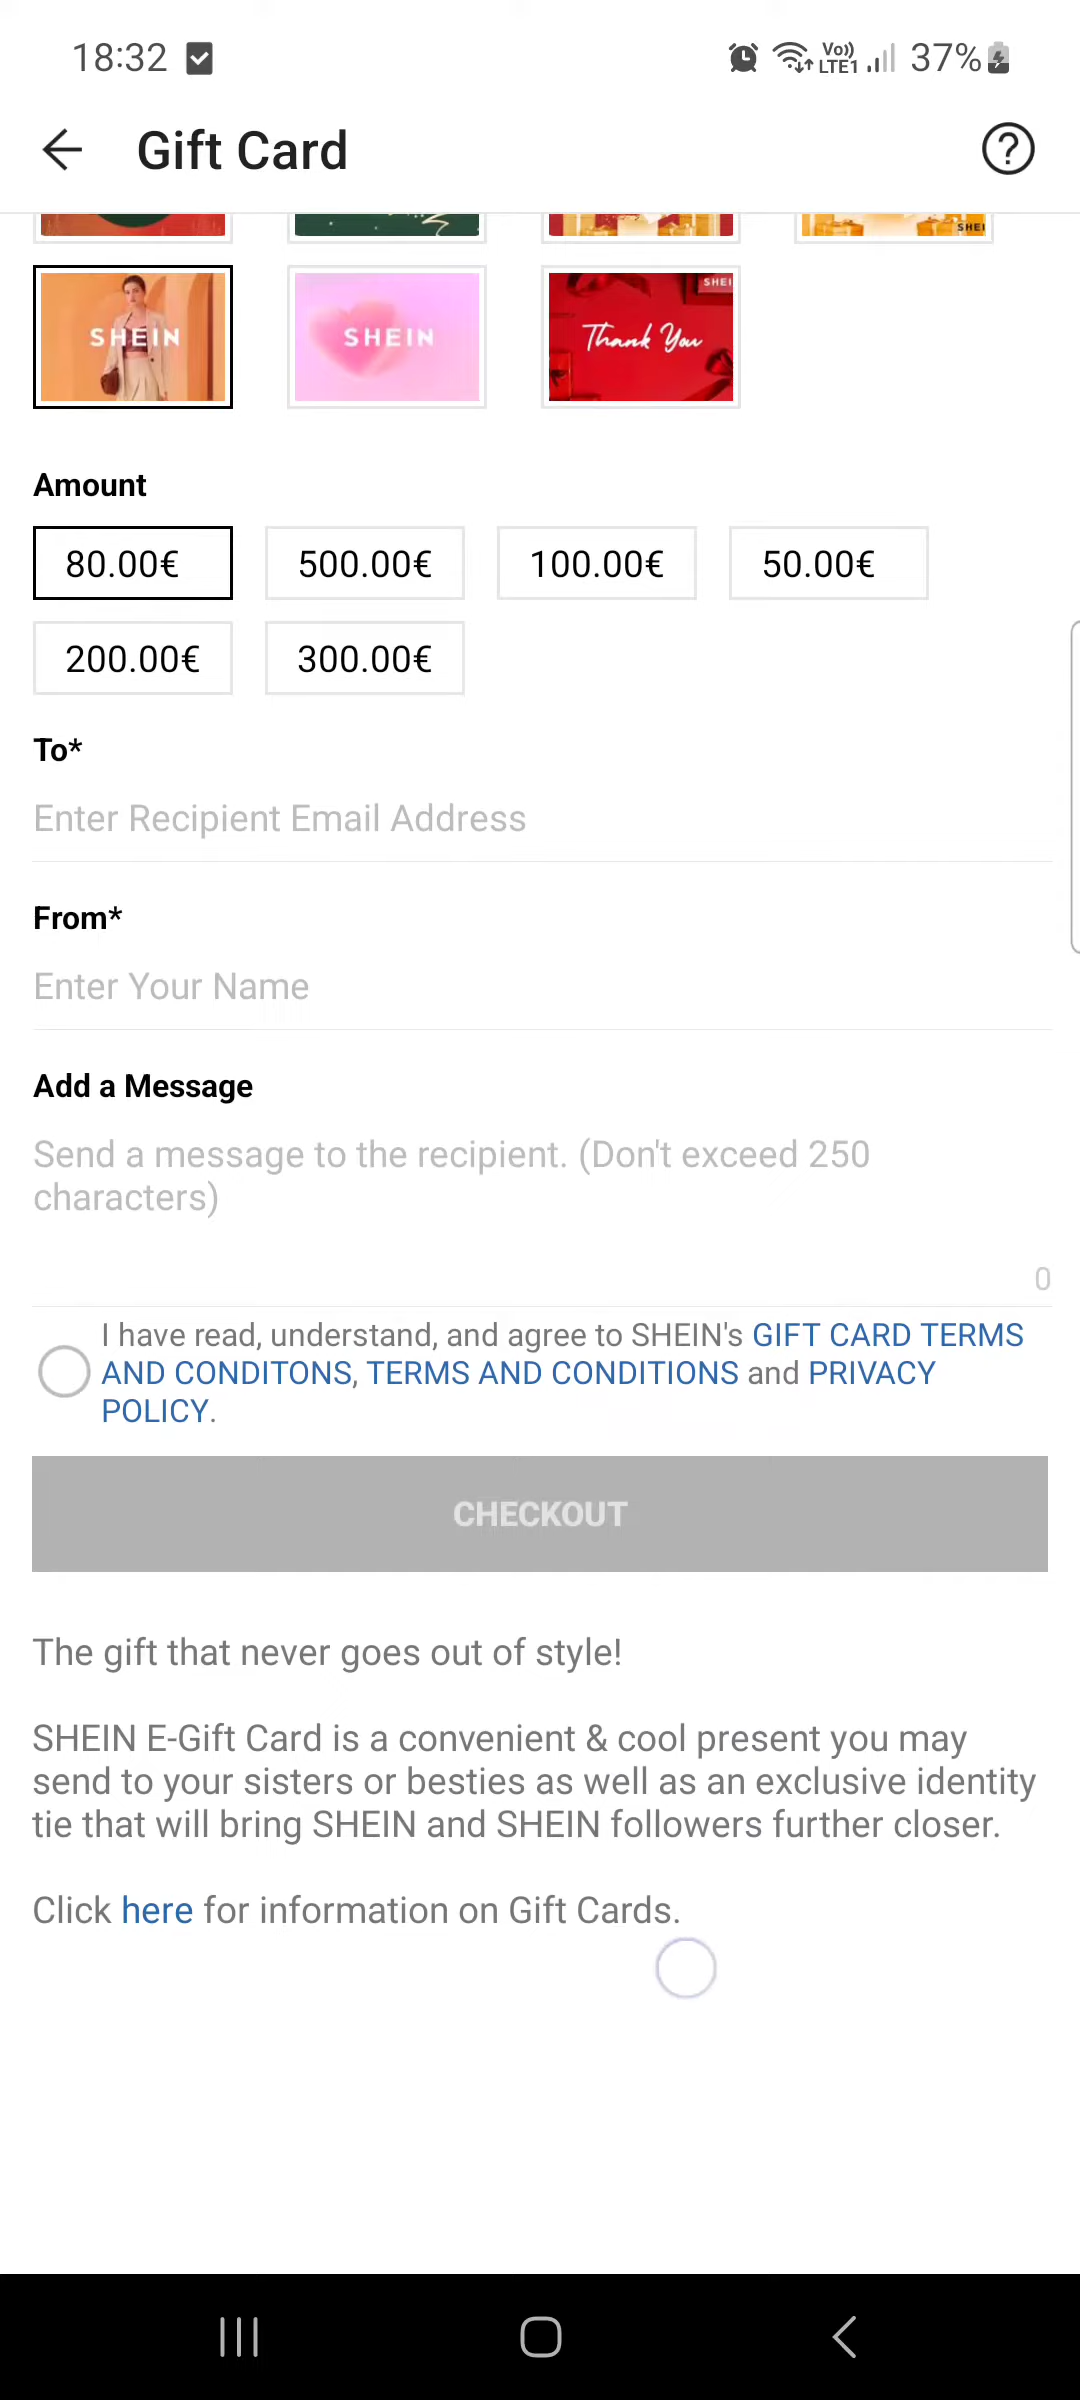 18:32
Vo)) LTE1 37%
Gift Card
SHEI
SHEIN
SHEIN
SHEI
Thank You
Amount
80.00€ 500.00€ 100.00€ 50.00€
200.00€ 300.00€
To*
Enter Recipient Email Address
From*
Enter Your Name
Add a Message
Send a message to the recipient. (Don't exceed 250
characters)
0
I have read, understand, and agree to SHEIN's GIFT CARD TERMS
AND CONDITONS, TERMS AND CONDITIONS and PRIVACY
POLICY.
CHECKOUT
The gift that never goes out of style!
SHEIN E-Gift Card is a convenient & cool present you may
send to your sisters or besties as well as an exclusive identity
tie that will bring SHEIN and SHEIN followers further closer.
Click here for information on Gift Cards.